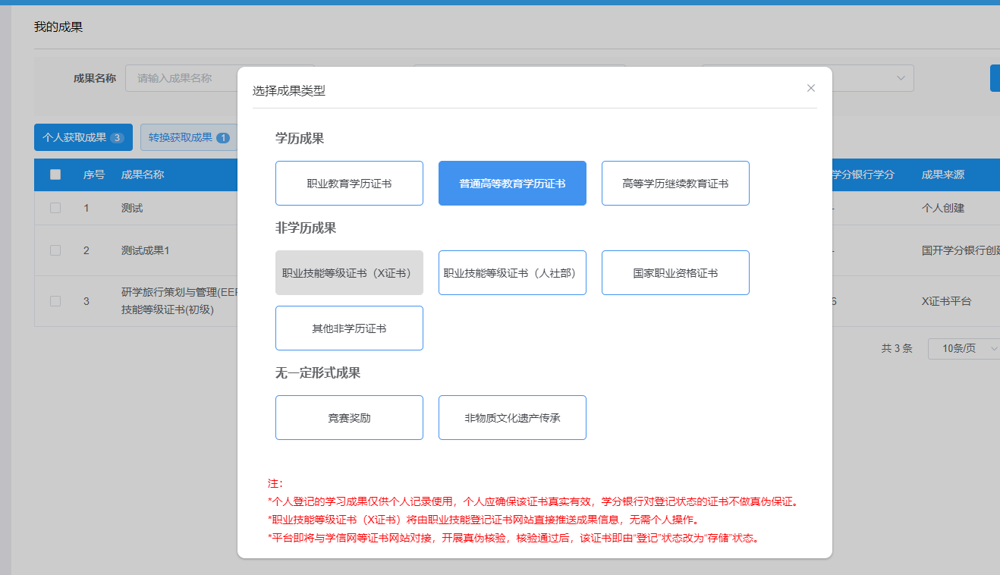 我的成果
成果名称 请输入成果名称
选择成果类型
个人获取成果 3 转换获取成果 1
序号 成果名称 学分银行学分 成果来源
1 测试 - 个人创建
2 测试成果1 - 国开学分银行创建
3 研学旅行策划与管理(EEP
技能等级证书(初级) 6 X证书平台
共 3 条 10条/页
学历成果
职业教育学历证书 普通高等教育学历证书 高等学历继续教育证书
非学历成果
职业技能等级证书（X证书） 职业技能等级证书（人社部） 国家职业资格证书
其他非学历证书
无一定形式成果
竞赛奖励 非物质文化遗产传承
注：
*个人登记的学习成果仅供个人记录使用，个人应确保该证书真实有效，学分银行对登记状态的证书不做真伪保证。
*职业技能等级证书（X证书）将由职业技能登记证书网站直接推送成果信息，无需个人操作。
*平台即将与学信网等证书网站对接，开展真伪核验，核验通过后，该证书即由“登记”状态改为“存储”状态。